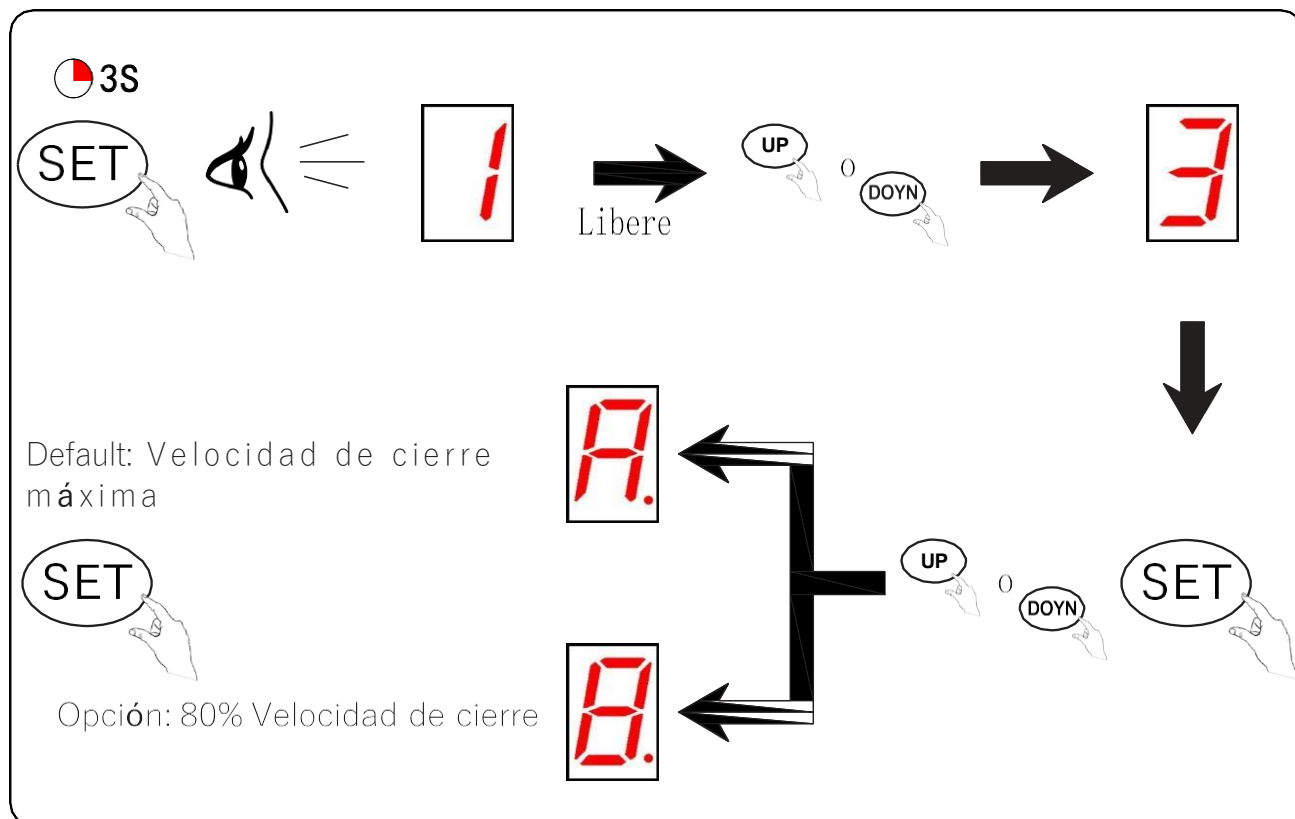 3S
SET
1
Libere
UP
O
DOYN
3
A.
Default: Velocidad de cierre
máxima
SET
UP
O
DOYN
SET
8.
Opción: 80% Velocidad de cierre